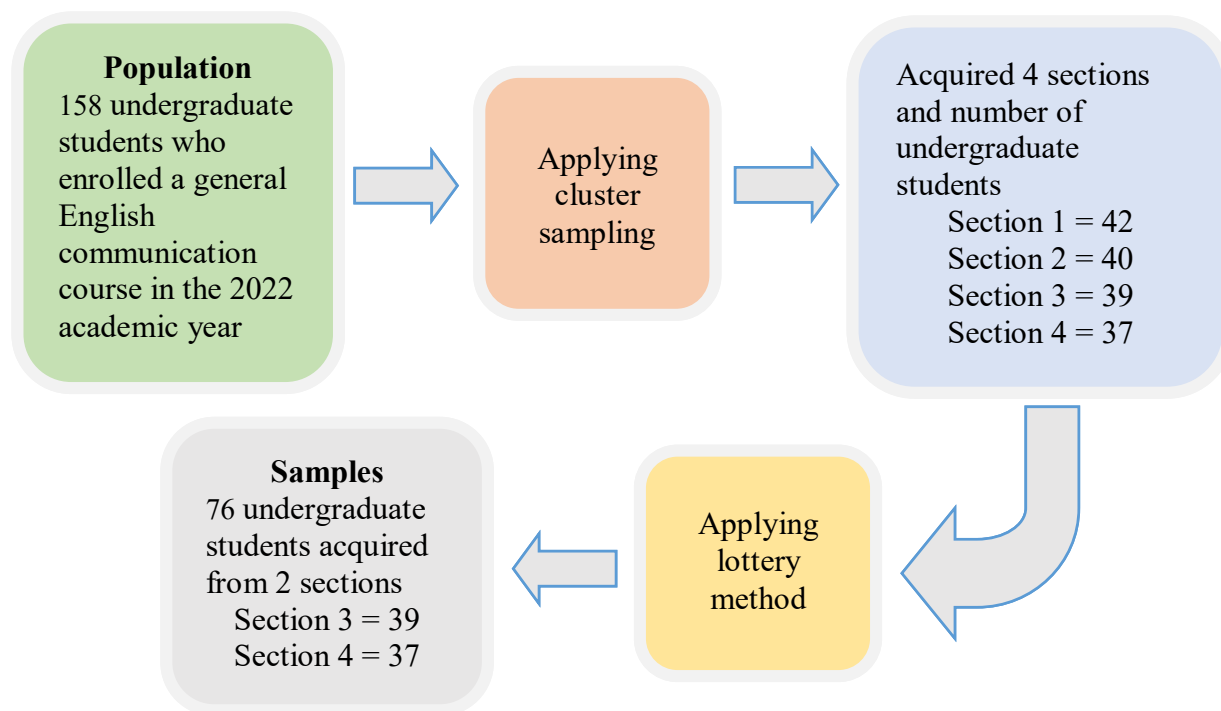 Population
158 undergraduate
students who
enrolled a general
English
communication
course in the 2022
academic year
Applying
cluster
sampling
Acquired 4 sections
and number of
undergraduate
students
Section 1 = 42
Section 2 = 40
Section 3 = 39
Section 4 = 37
Applying
lottery
method
Samples
76 undergraduate
students acquired
from 2 sections
Section 3 = 39
Section 4 = 37